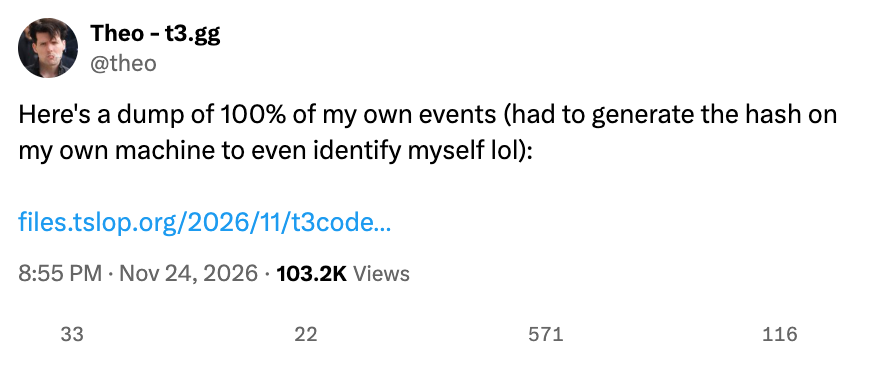 Theo - t3.gg
@theo
Here's a dump of 100% of my own events (had to generate the hash on
my own machine to even identify myself lol):
files.tslop.org/2026/11/t3code...
8:55 PM · Nov 24, 2026 · 103.2K Views
33 22 571 116